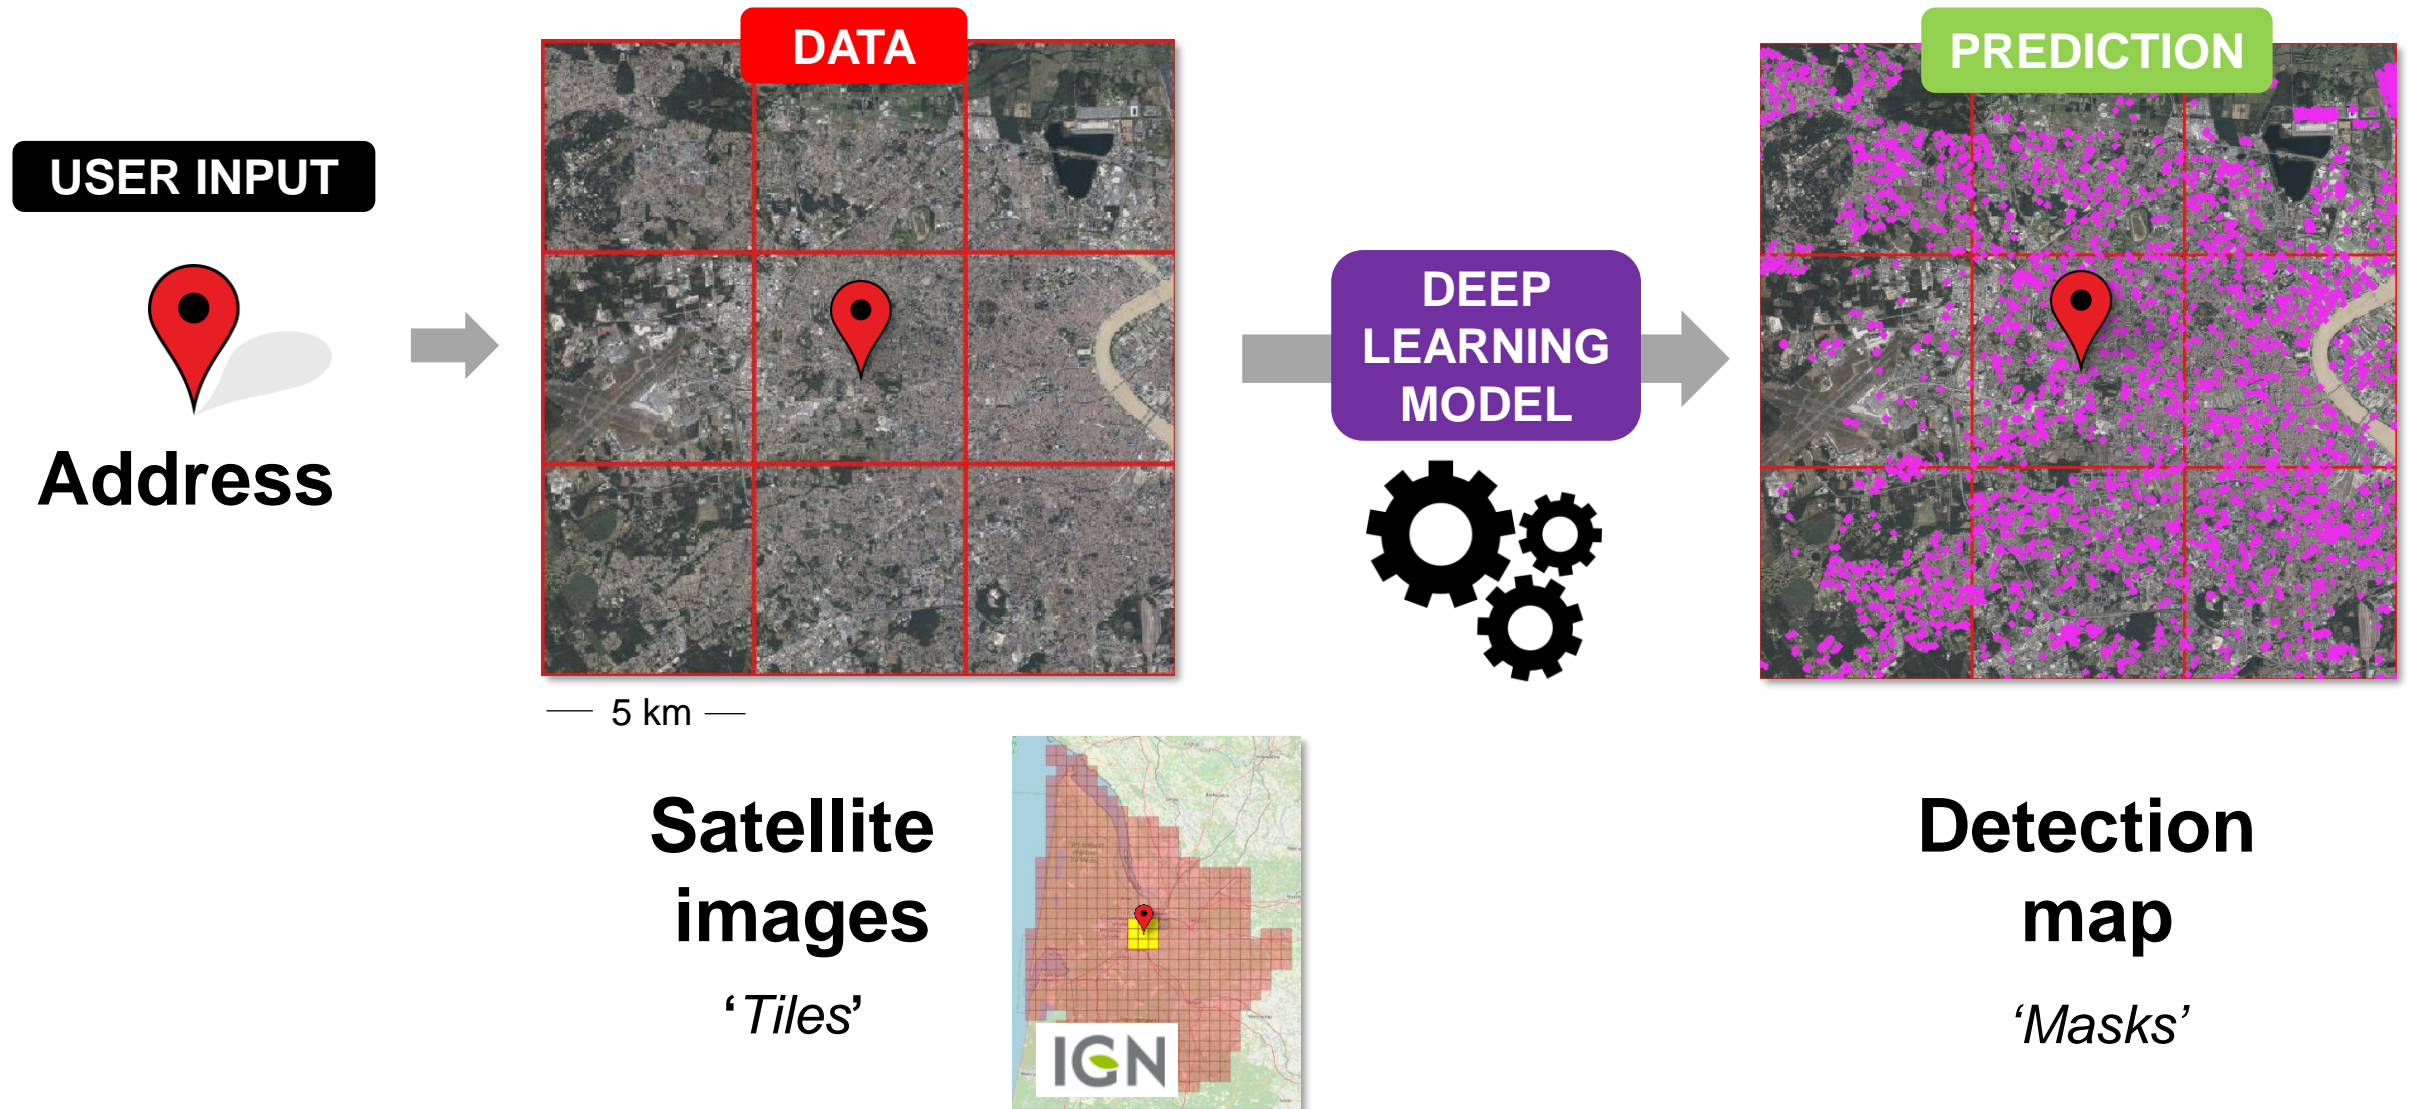 USER INPUT
Address
DATA
5 km
Satellite
images
‘Tiles’
IGN
DEEP
LEARNING
MODEL
PREDICTION
Detection
map
‘Masks’